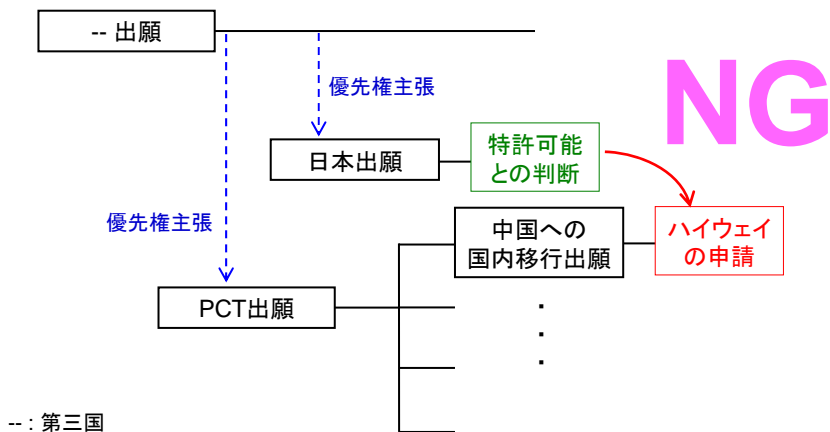 -- 出願
NG
優先権主張
日本出願
特許可能
との判断
優先権主張
中国への
国内移行出願
ハイウェイ
の申請
PCT出願
・
・
・
-- : 第三国